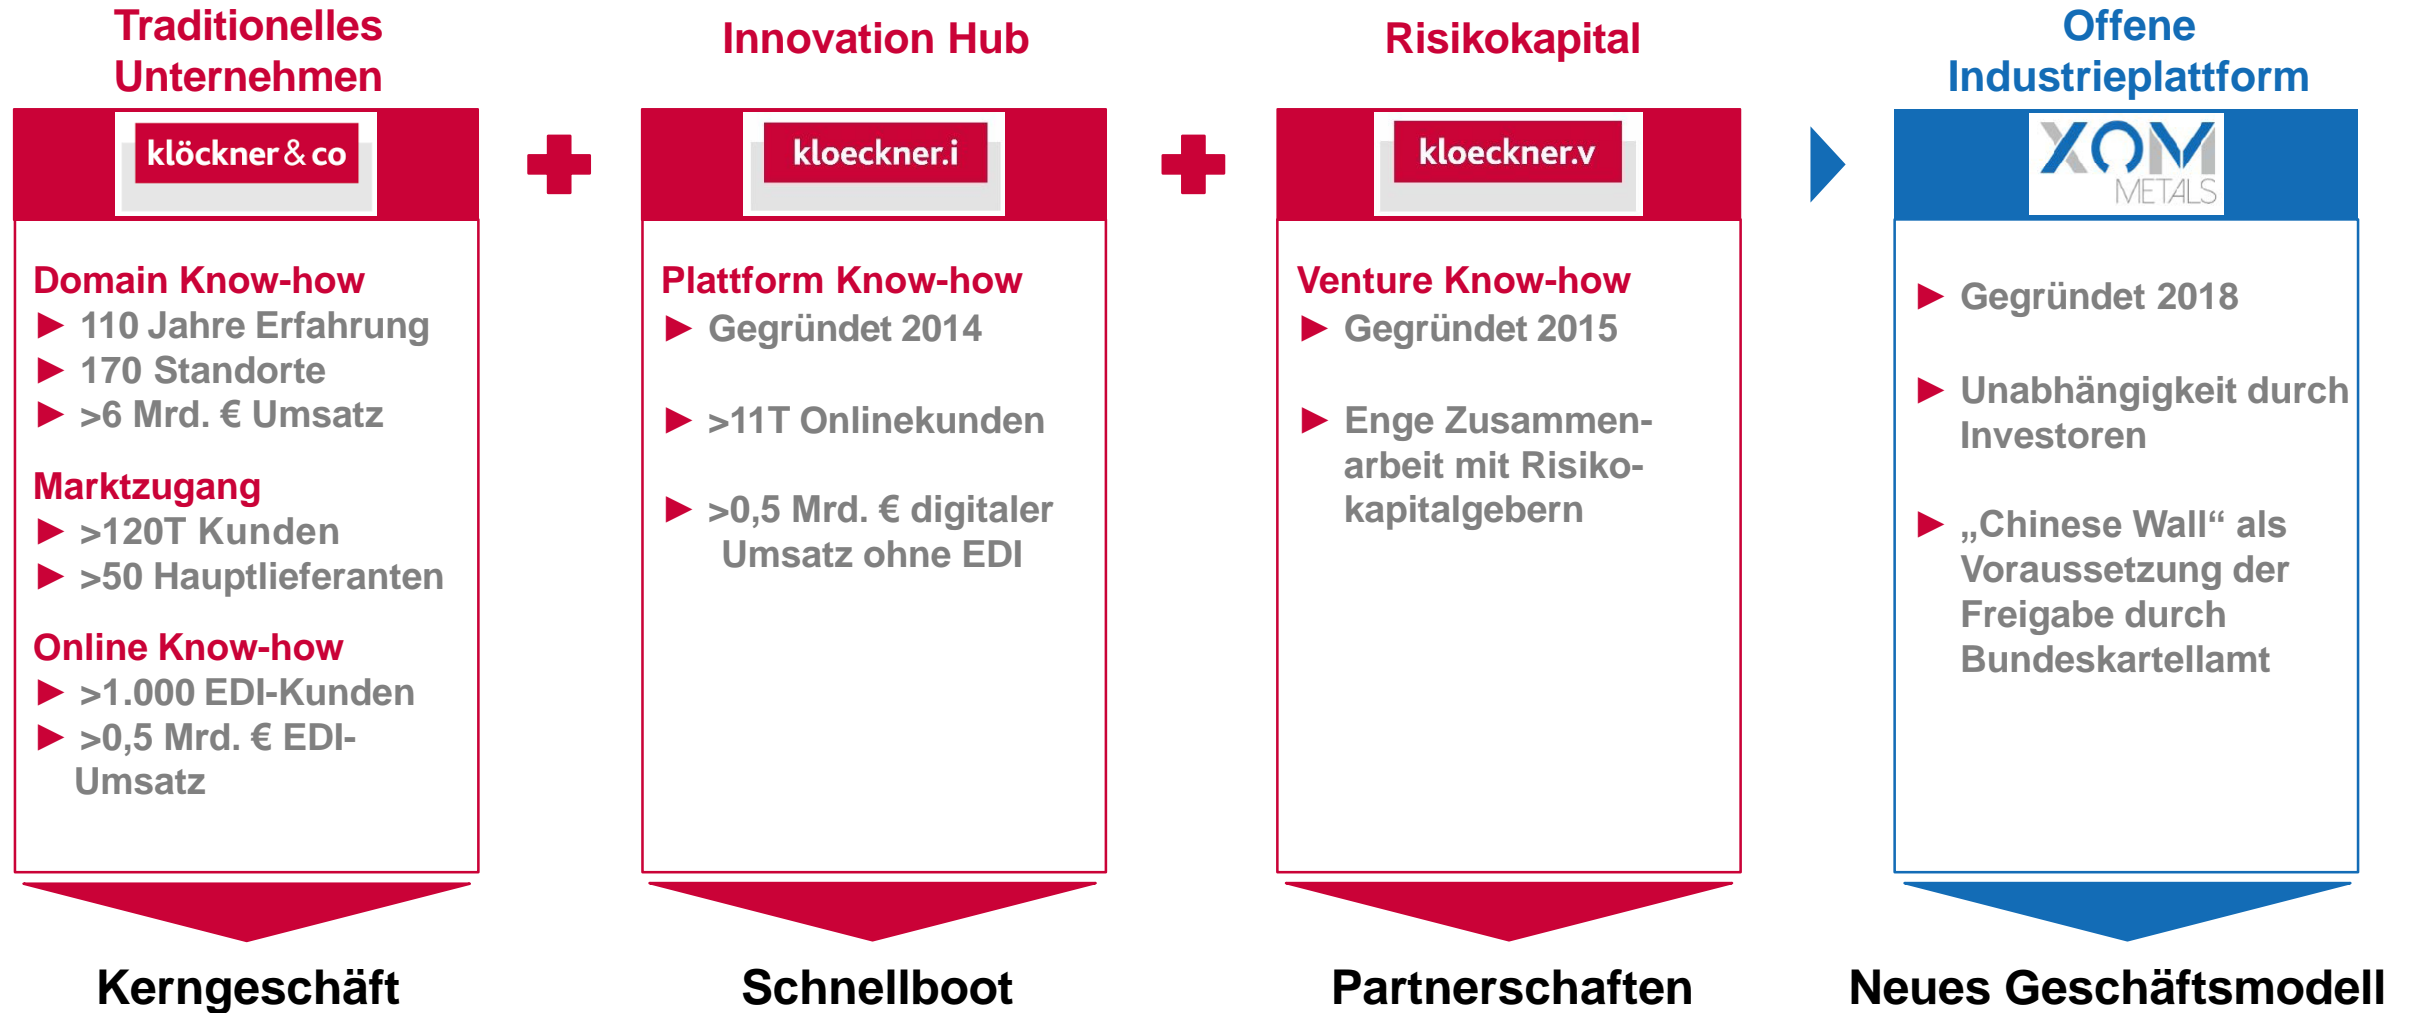 Traditionelles
Unternehmen
klöckner & co
Domain Know-how
► 110 Jahre Erfahrung
► 170 Standorte
► >6 Mrd. € Umsatz
Marktzugang
► >120T Kunden
► >50 Hauptlieferanten
Online Know-how
► >1.000 EDI-Kunden
► >0,5 Mrd. € EDI-
Umsatz
Kerngeschäft
Innovation Hub
kloeckner.i
Plattform Know-how
► Gegründet 2014
► >11T Onlinekunden
► >0,5 Mrd. € digitaler
Umsatz ohne EDI
Schnellboot
Risikokapital
kloeckner.v
Venture Know-how
► Gegründet 2015
► Enge Zusammen-
arbeit mit Risiko-
kapitalgebern
Partnerschaften
Offene
Industrieplattform
XOM
METALS
► Gegründet 2018
► Unabhängigkeit durch
Investoren
► „Chinese Wall“ als
Voraussetzung der
Freigabe durch
Bundeskartellamt
Neues Geschäftsmodell